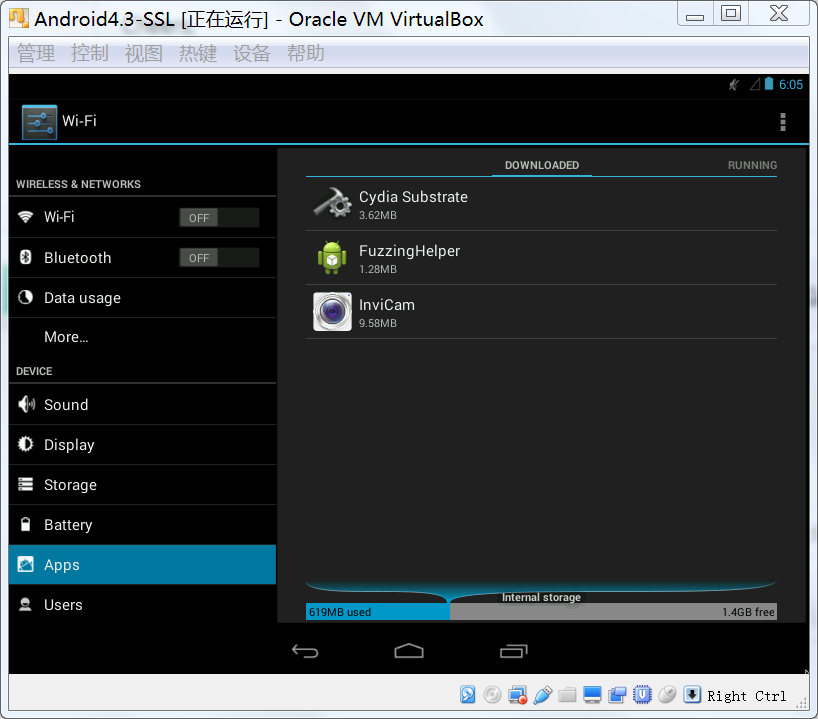 Android4.3-SSL [正在运行] - Oracle VM VirtualBox
管理 控制 视图 热键 设备 帮助
6:05
Wi-Fi
WIRELESS & NETWORKS
Wi-Fi OFF
Bluetooth OFF
Data usage
More...
DEVICE
Sound
Display
Storage
Battery
Apps
Users
DOWNLOADED RUNNING
Cydia Substrate
3.62MB
FuzzingHelper
1.28MB
InviCam
9.58MB
Internal storage
619MB used 1.4GB free
Right Ctrl